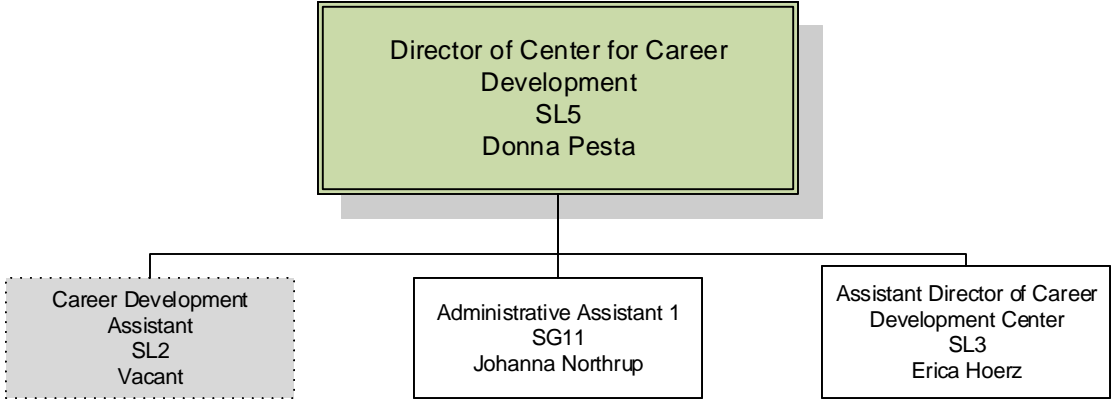 Director of Center for Career
Development
SL5
Donna Pesta
Career Development
Assistant
SL2
Vacant
Administrative Assistant 1
SG11
Johanna Northrup
Assistant Director of Career
Development Center
SL3
Erica Hoerz